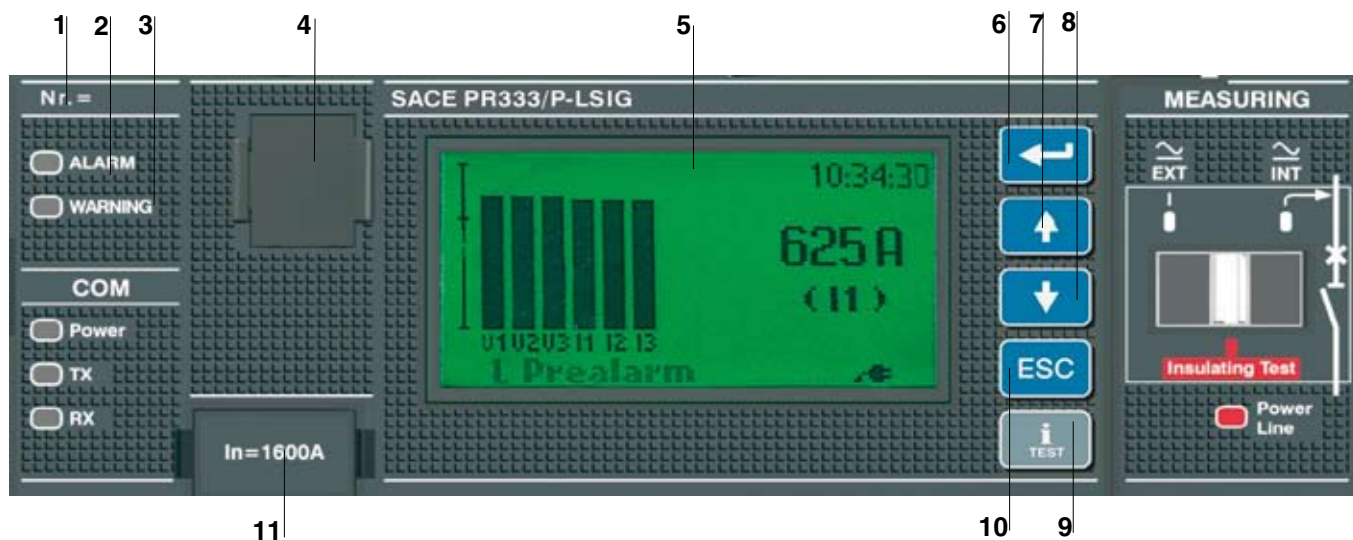 1 2 3 4 5 6 7 8
Nr. =
SACE PR333/P-LSIG
MEASURING
ALARM
WARNING
EXT
INT
10:34:30
625 A
(I1)
V1 V2 V3 I1 I2 I3
L Prealarm
COM
Power
TX
RX
ESC
i
TEST
Insulating Test
Power
Line
In=1600A
11 10 9